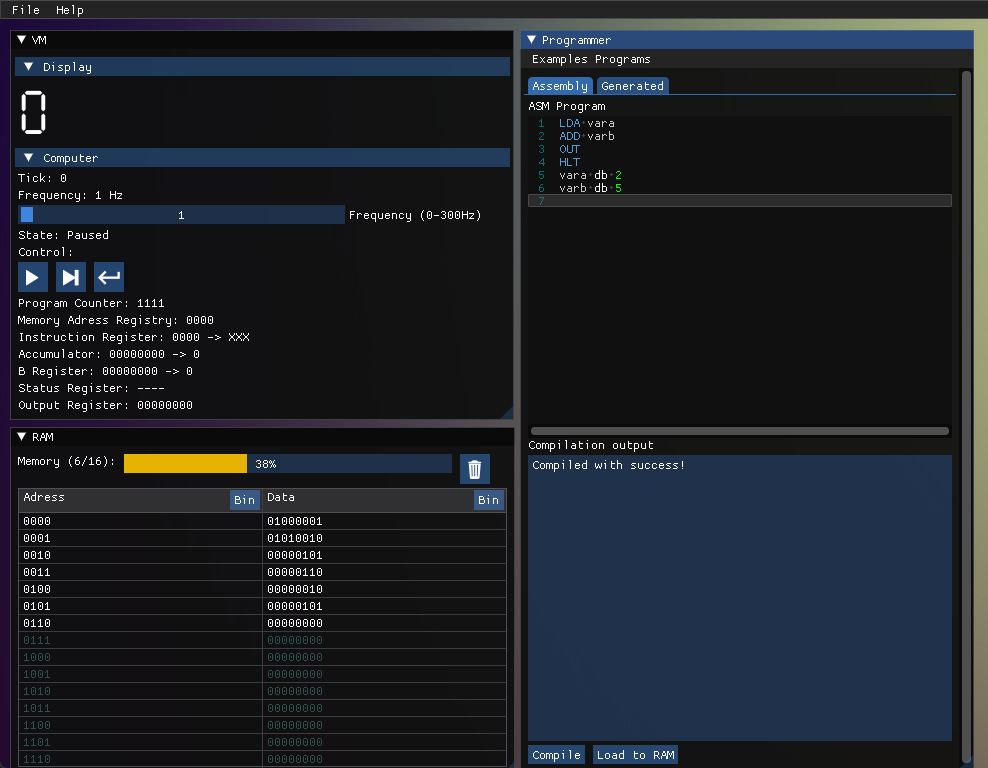 File Help
VM
Display
0
Computer
Tick: 0
Frequency: 1 Hz
1 Frequency (0-300Hz)
State: Paused
Control:
Program Counter: 1111
Memory Adress Registry: 0000
Instruction Register: 0000 -> XXX
Accumulator: 00000000 -> 0
B Register: 00000000 -> 0
Status Register: ----
Output Register: 00000000
RAM
Memory (6/16): 38%
Adress Bin Data Bin
0000 01000001
0001 01010010
0010 00000101
0011 00000110
0100 00000010
0101 00000101
0110 00000000
0111 00000000
1000 00000000
1001 00000000
1010 00000000
1011 00000000
1100 00000000
1101 00000000
1110 00000000
Programmer
Examples Programs
Assembly Generated
ASM Program
1 LDA·vara
2 ADD·varb
3 OUT
4 HLT
5 vara·db·2
6 varb·db·5
7
Compilation output
Compiled with success!
Compile Load to RAM